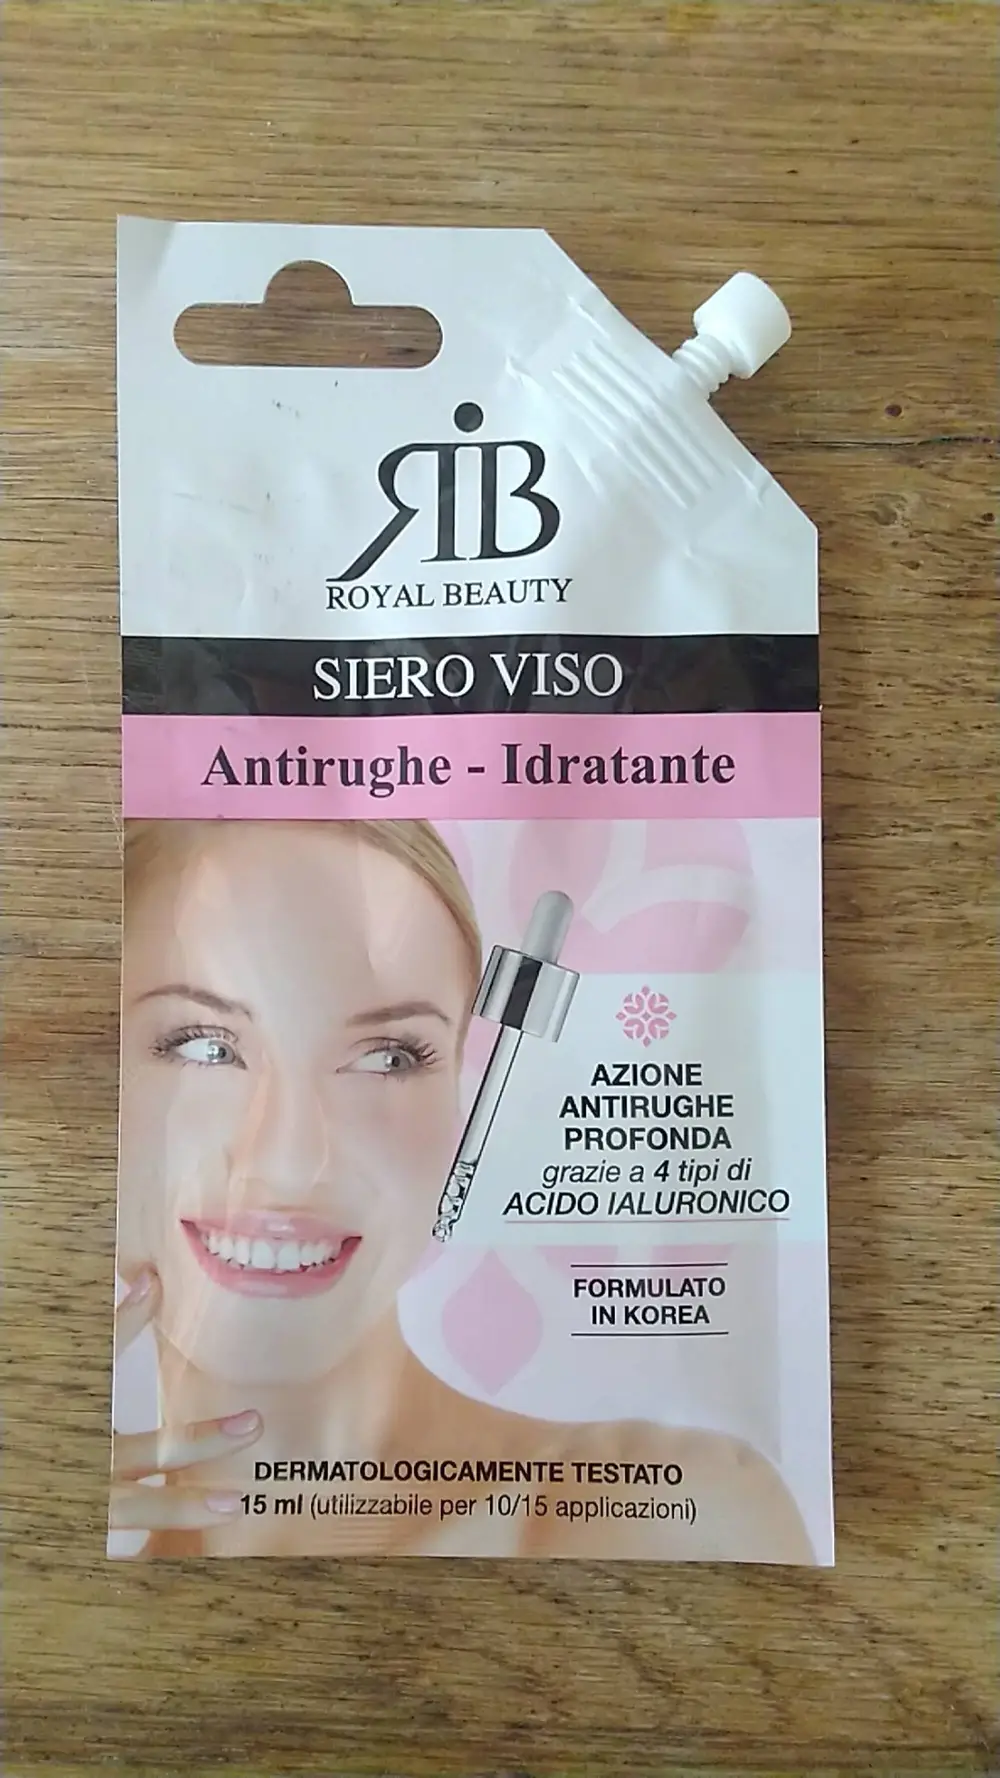 RB
ROYAL BEAUTY
SIERO VISO
Antirughe - Idratante
AZIONE
ANTIRUGHE
PROFONDA
grazie a 4 tipi di
ACIDO IALURONICO
FORMULATO
IN KOREA
DERMATOLOGICAMENTE TESTATO
15 ml (utilizzabile per 10/15 applicazioni)